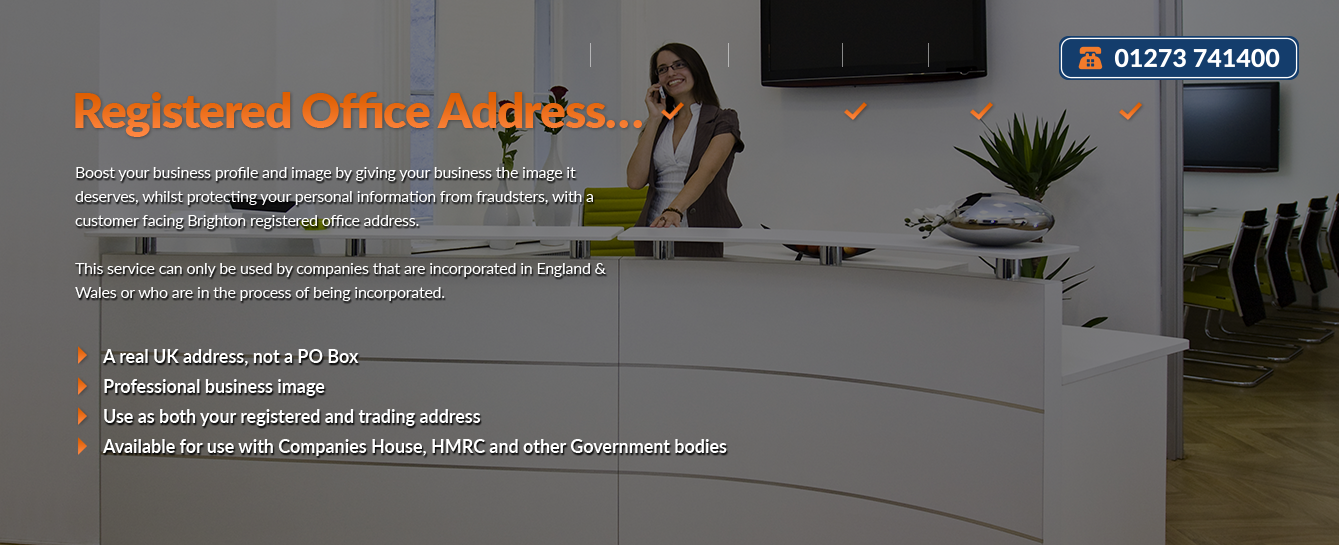 01273 741400
Registered Office Address...
Boost your business profile and image by giving your business the image it
deserves, whilst protecting your personal information from fraudsters, with a
customer facing Brighton registered office address.
This service can only be used by companies that are incorporated in England &
Wales or who are in the process of being incorporated.
A real UK address, not a PO Box
Professional business image
Use as both your registered and trading address
Available for use with Companies House, HMRC and other Government bodies